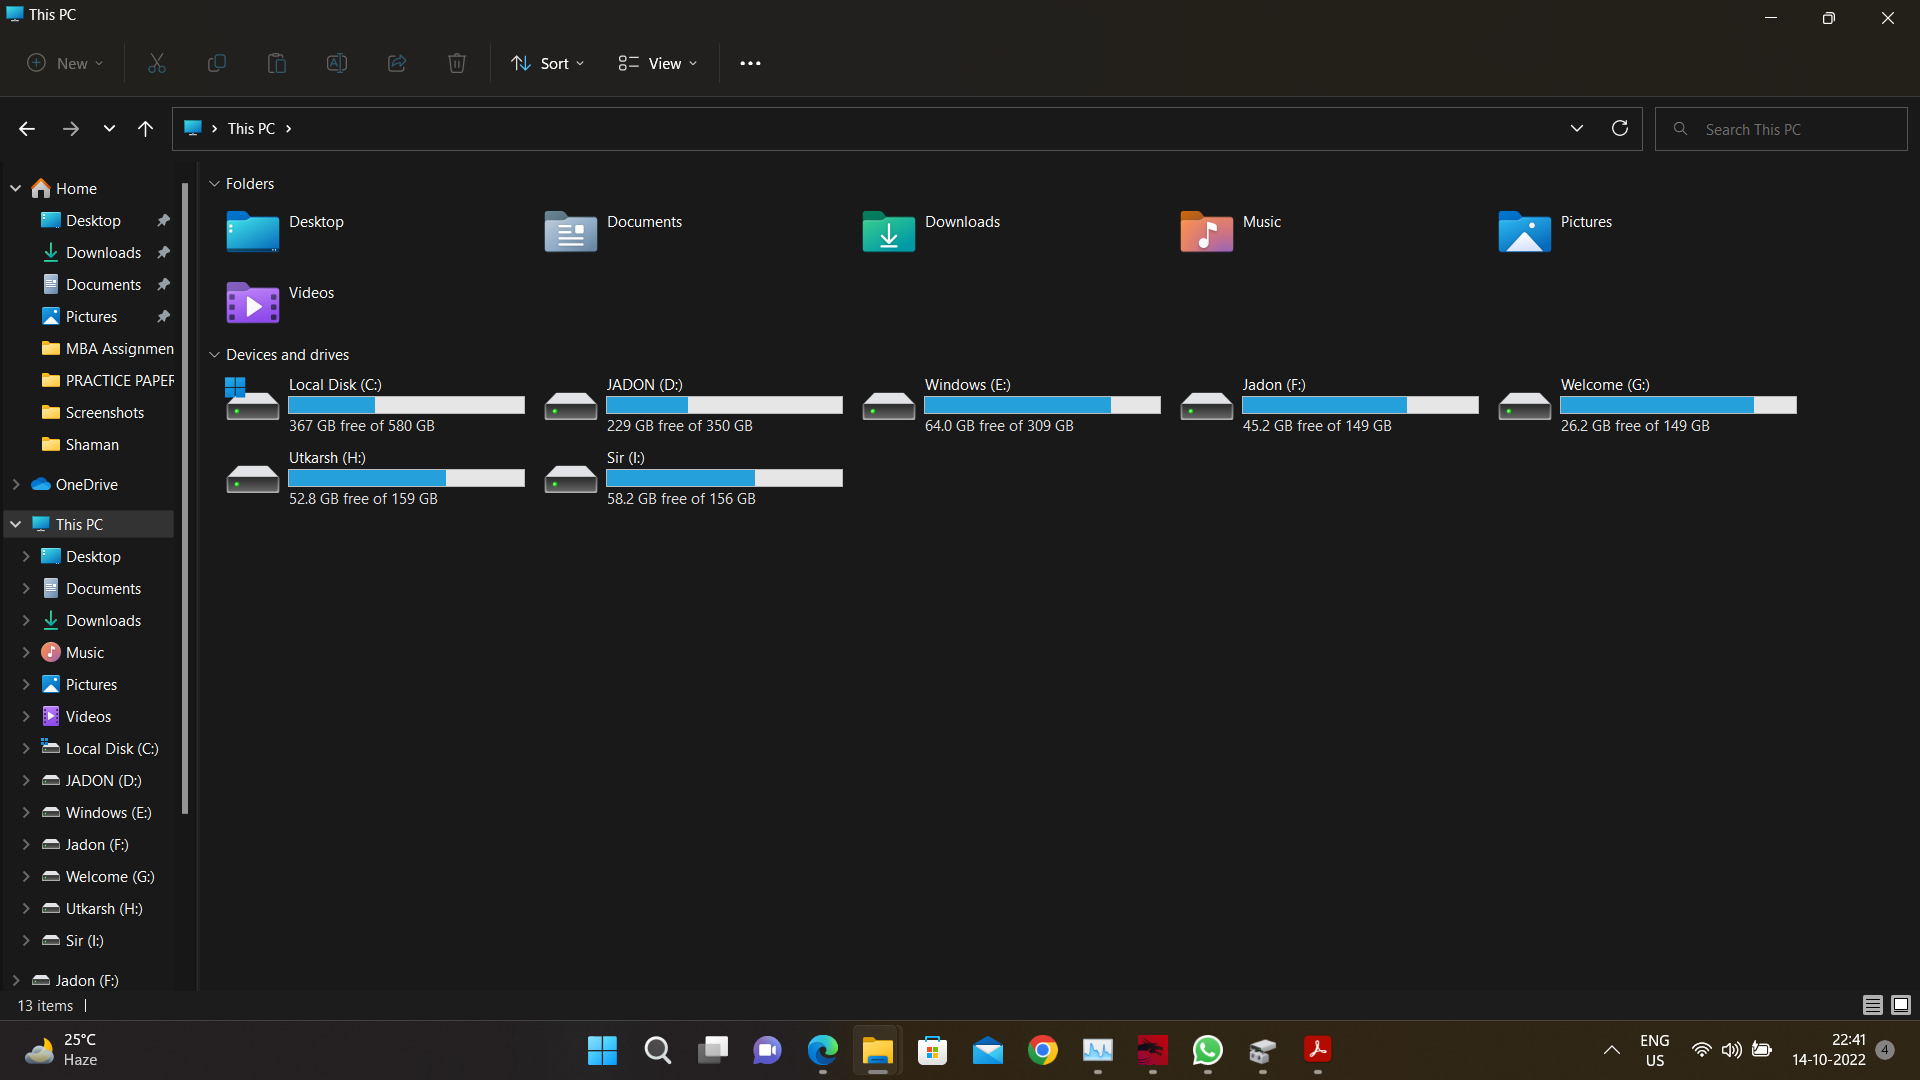 This PC
New
Sort
View
This PC
Search This PC
Home
Desktop
Downloads
Documents
Pictures
MBA Assignmen
PRACTICE PAPER
Screenshots
Shaman
OneDrive
This PC
Desktop
Documents
Downloads
Music
Pictures
Videos
Local Disk (C:)
JADON (D:)
Windows (E:)
Jadon (F:)
Welcome (G:)
Utkarsh (H:)
Sir (I:)
Jadon (F:)
Folders
Desktop
Documents
Downloads
Music
Pictures
Videos
Devices and drives
Local Disk (C:)
367 GB free of 580 GB
JADON (D:)
229 GB free of 350 GB
Windows (E:)
64.0 GB free of 309 GB
Jadon (F:)
45.2 GB free of 149 GB
Welcome (G:)
26.2 GB free of 149 GB
Utkarsh (H:)
52.8 GB free of 159 GB
Sir (I:)
58.2 GB free of 156 GB
13 items
25°C
Haze
ENG
US
22:41
14-10-2022
4